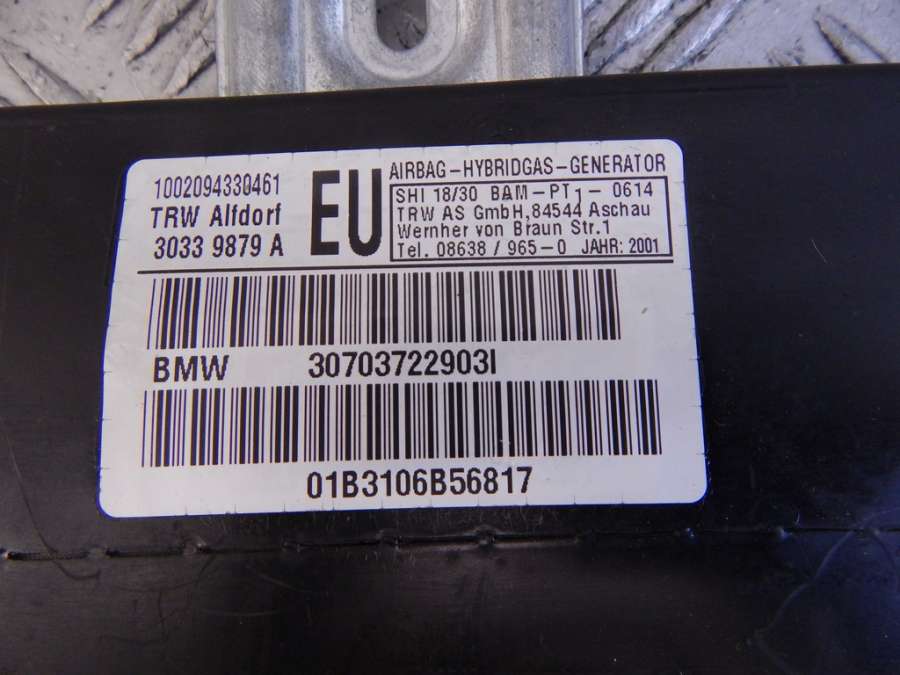 1002094330461
TRW Alfdorf
3033 9879 A
EU
AIRBAG-HYBRIDGAS-GENERATOR
SHI 18/30 BAM-PT1-0614
TRW AS GmbH,84544 Aschau
Wernher von Braun Str.1
Tel. 08638 / 965-0 JAHR: 2001
BMW 30703722903I
01B3106B56817